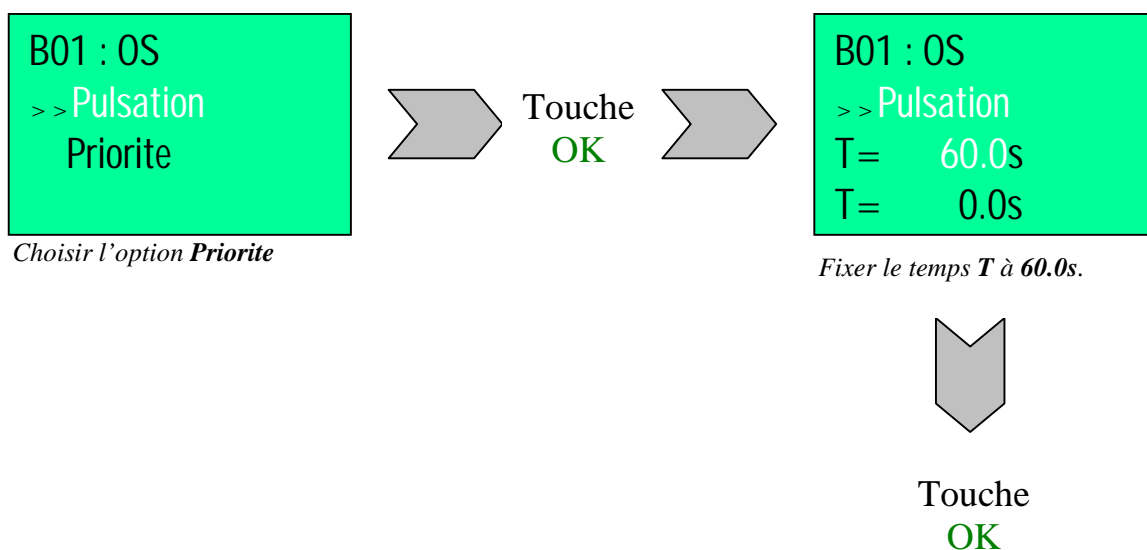 B01 : OS
>>Pulsation
Priorite
Choisir l'option Priorite
Touche
OK
B01 : OS
>>Pulsation
T= 60.0s
T= 0.0s
Fixer le temps T à 60.0s.
Touche
OK